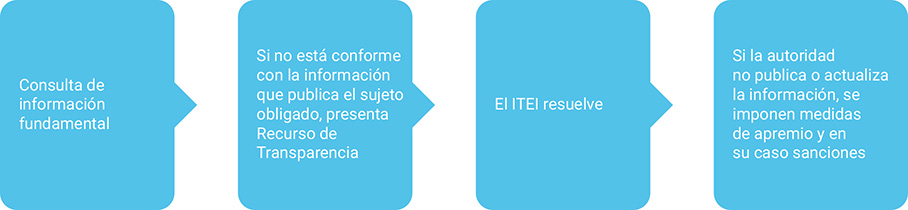 Consulta de
información
fundamental
Si no está conforme
con la información
que publica el sujeto
obligado, presenta
Recurso de
Transparencia
El ITEI resuelve
Si la autoridad
no publica o actualiza
la información, se
imponen medidas
de apremio y en
su caso sanciones